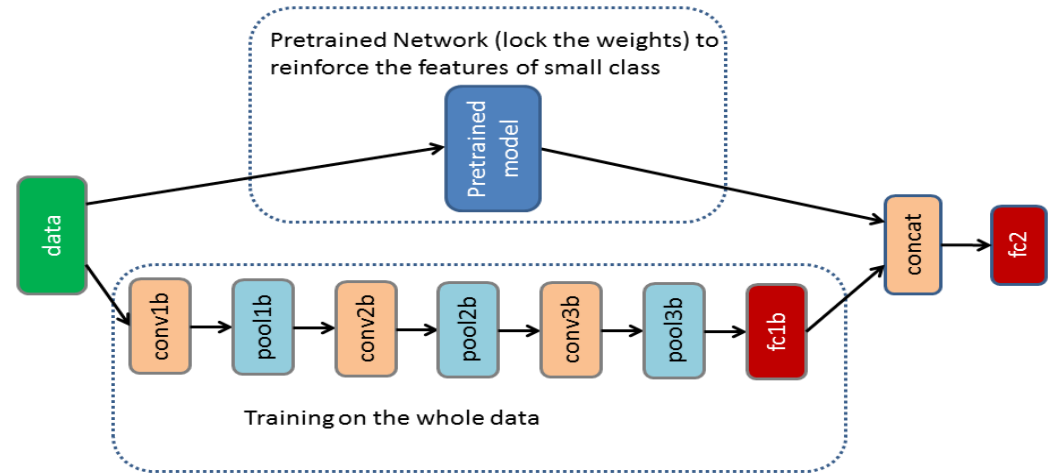 Pretrained Network (lock the weights) to
reinforce the features of small class
Pretrained
model
data
concat
fc2
conv1b
pool1b
conv2b
pool2b
conv3b
pool3b
fc1b
Training on the whole data